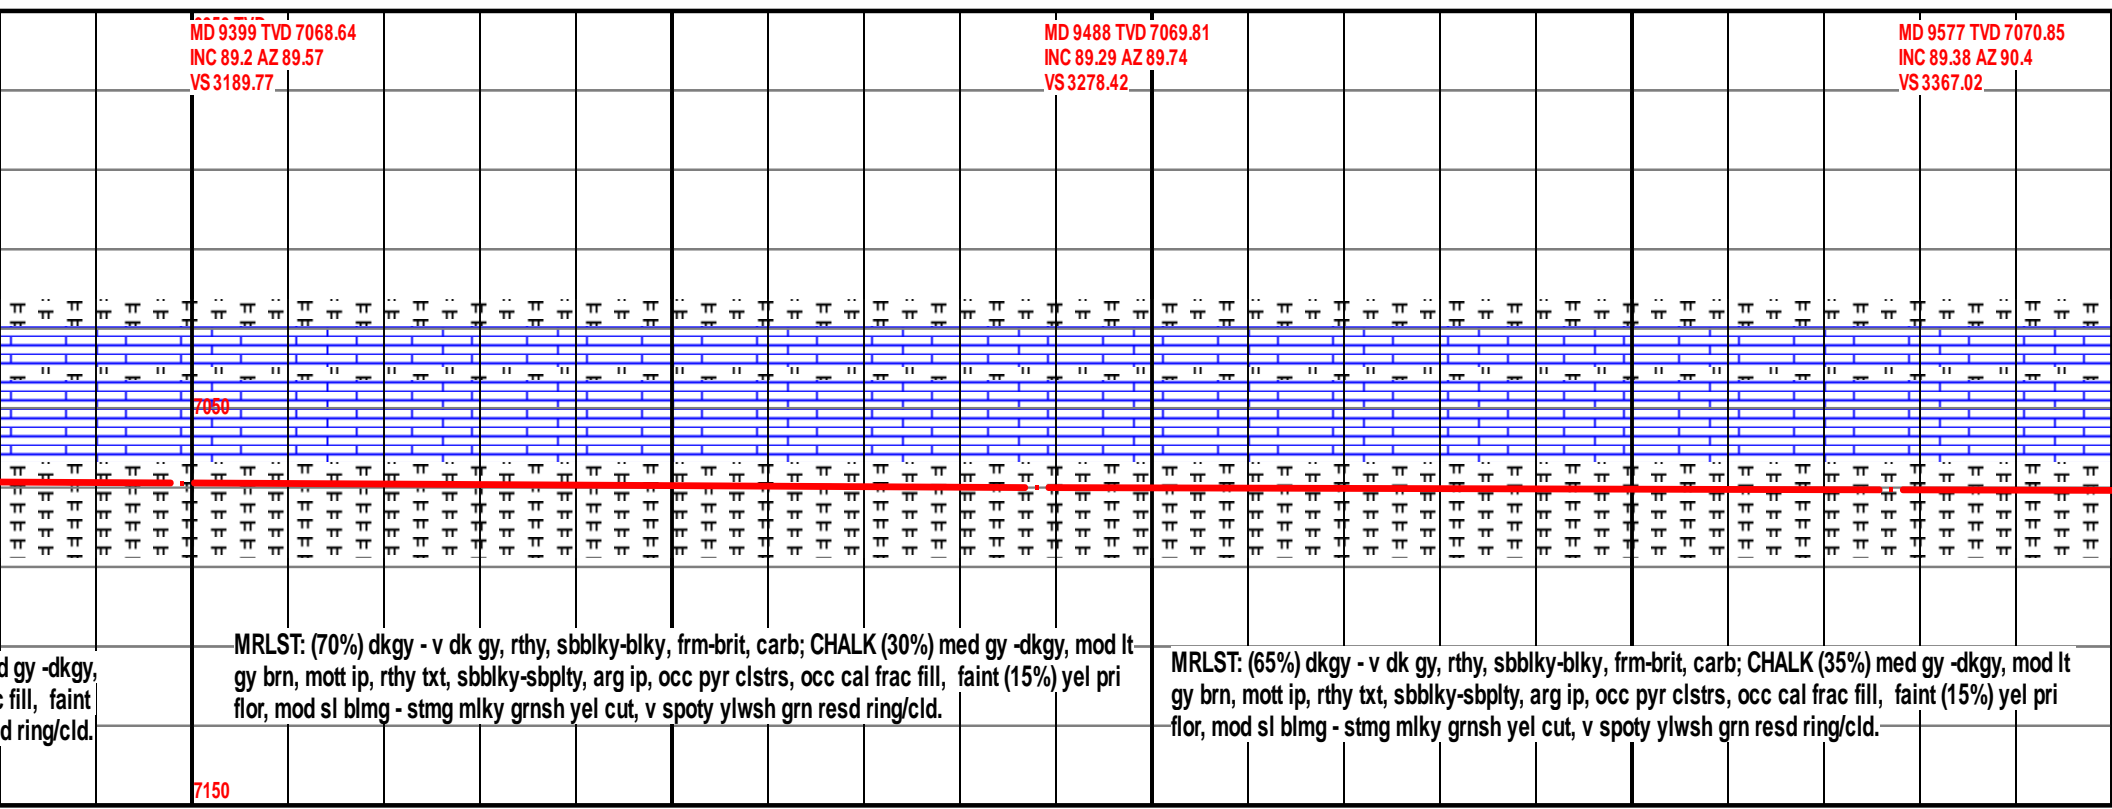 MD 9399 TVD 7068.64
INC 89.2 AZ 89.57
VS 3189.77
MD 9488 TVD 7069.81
INC 89.29 AZ 89.74
VS 3278.42
MD 9577 TVD 7070.85
INC 89.38 AZ 90.4
VS 3367.02
7050
d gy -dkgy,
fill, faint
d ring/cld.
MRLST: (70%) dkgy - v dk gy, rthy, sbblky-blky, frm-brit, carb; CHALK (30%) med gy -dkgy, mod lt
gy brn, mott ip, rthy txt, sbblky-sbplty, arg ip, occ pyr clstrs, occ cal frac fill, faint (15%) yel pri
flor, mod sl blmg - stmg mlky grnsh yel cut, v spoty ylwsh grn resd ring/cld.
MRLST: (65%) dkgy - v dk gy, rthy, sbblky-blky, frm-brit, carb; CHALK (35%) med gy -dkgy, mod lt
gy brn, mott ip, rthy txt, sbblky-sbplty, arg ip, occ pyr clstrs, occ cal frac fill, faint (15%) yel pri
flor, mod sl blmg - stmg mlky grnsh yel cut, v spoty ylwsh grn resd ring/cld.
7150